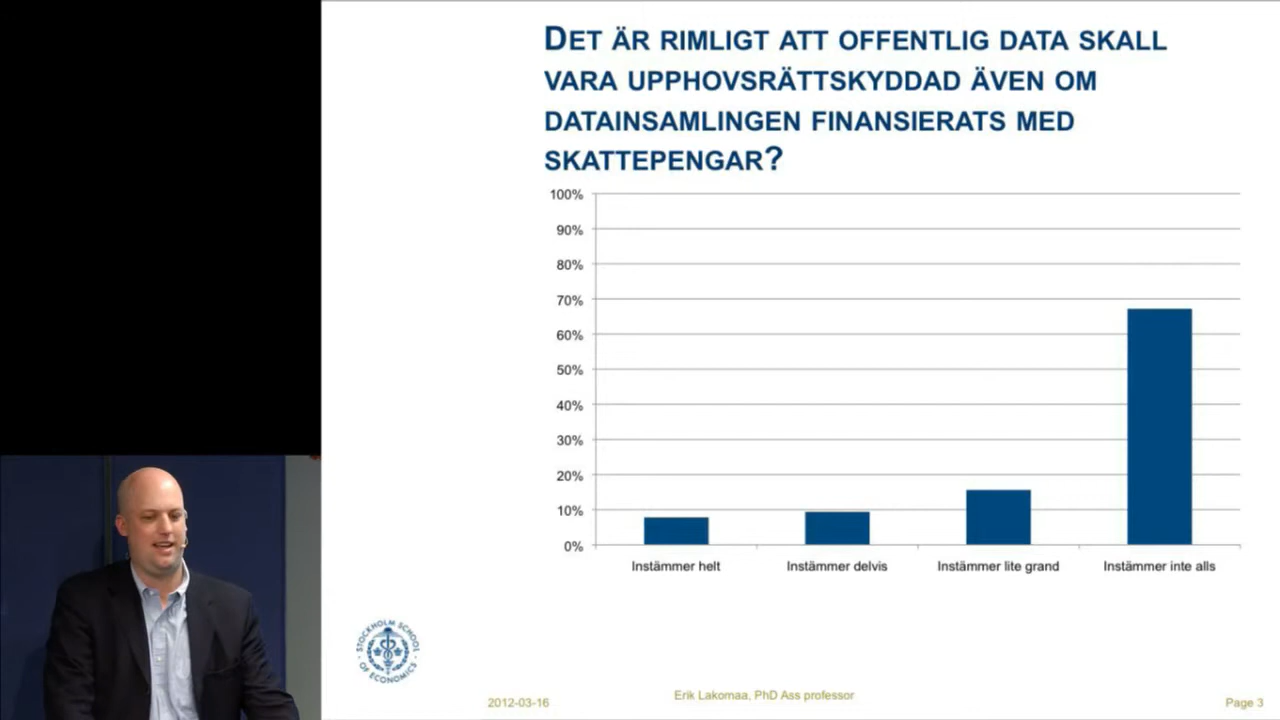 DET ÄR RIMLIGT ATT OFFENTLIG DATA SKALL
VARA UPPHOVSRÄTTSKYDDAD ÄVEN OM
DATAINSAMLINGEN FINANSIERATS MED
SKATTEPENGAR?
100%
90%
80%
70%
60%
50%
40%
30%
20%
10%
0%
Instämmer helt
Instämmer delvis
Instämmer lite grand
Instämmer inte alls
STOCKHOLM SCHOOL
OF ECONOMICS
2012-03-16
Erik Lakomaa, PhD Ass professor
Page 3